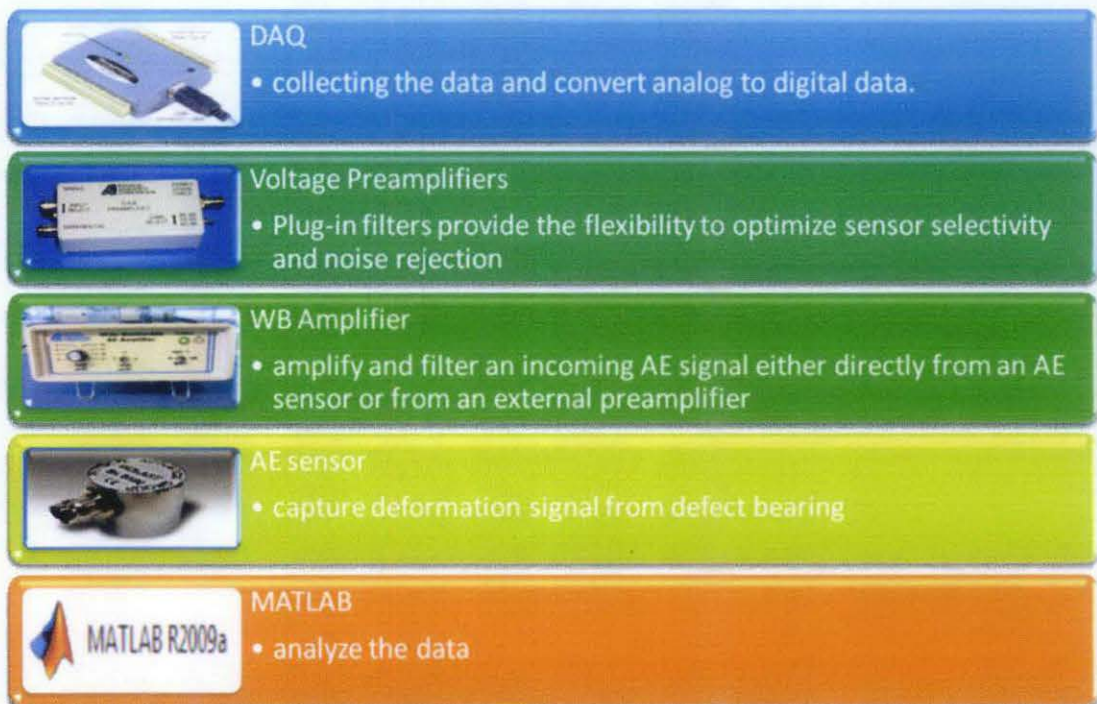 DAQ
• collecting the data and convert analog to digital data.
Voltage Preamplifiers
• Plug-in filters provide the flexibility to optimize sensor selectivity
and noise rejection
WB Amplifier
• amplify and filter an incoming AE signal either directly from an AE
sensor or from an external preamplifier
AE sensor
• capture deformation signal from defect bearing
MATLAB R2009a
MATLAB
• analyze the data